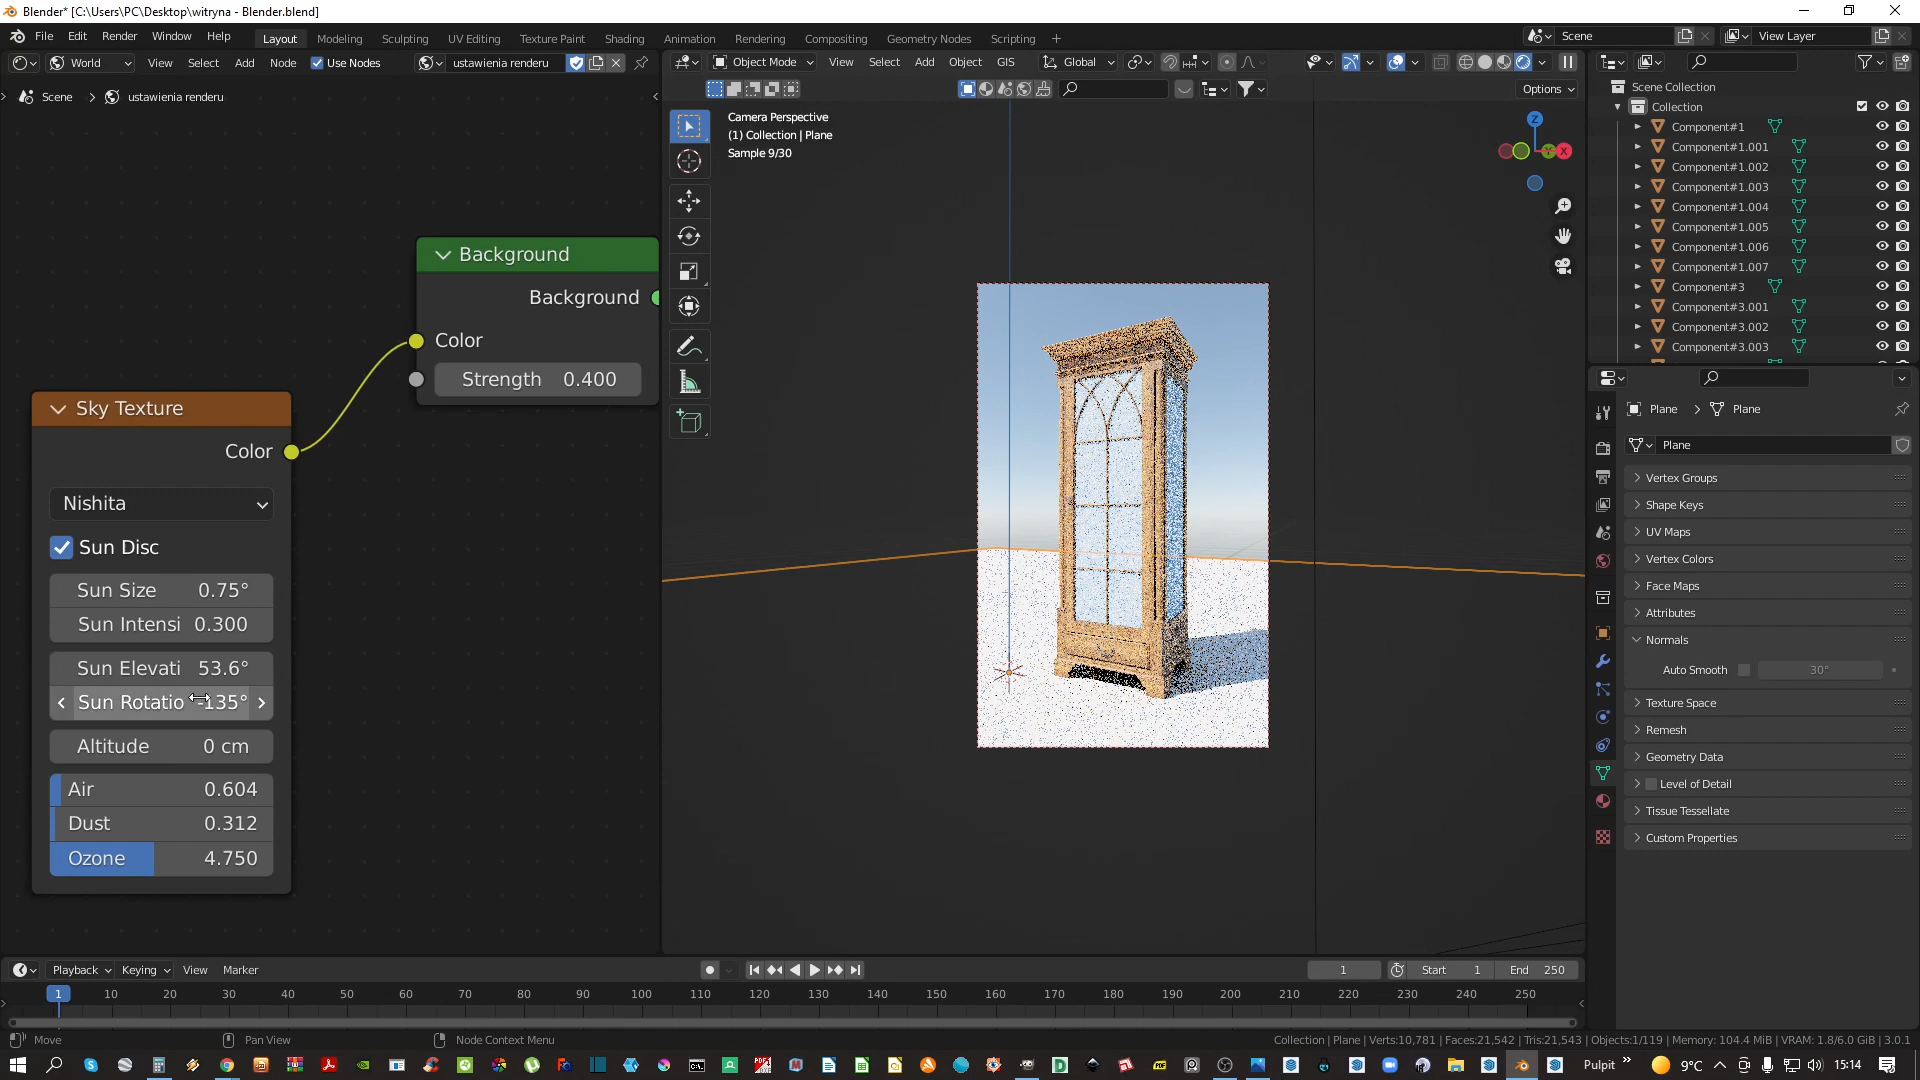 Blender* [C:\Users\PC\Desktop\witryna - Blender.blend]
File Edit Render Window Help
Layout Modeling Sculpting UV Editing Texture Paint Shading Animation Rendering Compositing Geometry Nodes Scripting
Scene View Layer
World View Select Add Node Use Nodes ustawienia renderu
Scene ustawienia renderu
Background
Background
Color
Strength 0.400
Sky Texture
Color
Nishita
Sun Disc
Sun Size 0.75°
Sun Intensi 0.300
Sun Elevati 53.6°
Sun Rotatio -135°
Altitude 0 cm
Air 0.604
Dust 0.312
Ozone 4.750
Object Mode View Select Add Object GIS Global
Options
Camera Perspective
(1) Collection | Plane
Sample 9/30
Z
Y
X
Scene Collection
Collection
Component#1
Component#1.001
Component#1.002
Component#1.003
Component#1.004
Component#1.005
Component#1.006
Component#1.007
Component#3
Component#3.001
Component#3.002
Component#3.003
Plane Plane
Plane
Vertex Groups
Shape Keys
UV Maps
Vertex Colors
Face Maps
Attributes
Normals
Auto Smooth 30°
Texture Space
Remesh
Geometry Data
Level of Detail
Tissue Tessellate
Custom Properties
Playback Keying View Marker
1 Start 1 End 250
1 10 20 30 40 50 60 70 80 90 100 110 120 130 140 150 160 170 180 190 200 210 220 230 240 250
Move Pan View Node Context Menu
Collection | Plane | Verts:10,781 | Faces:21,542 | Tris:21,543 | Objects:1/119 | Memory: 104.4 MiB | VRAM: 1.8/6.0 GiB | 3.0.1
Pulpit 9°C 15:14